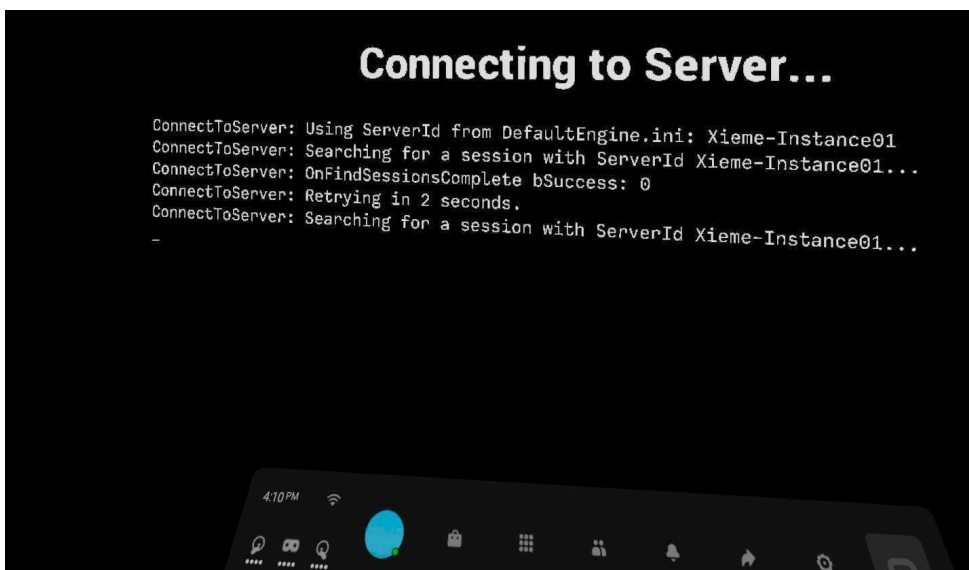 Connecting to Server...
ConnectToServer: Using ServerId from DefaultEngine.ini: Xieme-Instance01
ConnectToServer: Searching for a session with ServerId Xieme-Instance01...
ConnectToServer: OnFindSessionsComplete bSuccess: 0
ConnectToServer: Retrying in 2 seconds.
ConnectToServer: Searching for a session with ServerId Xieme-Instance01...
_
4:10 PM